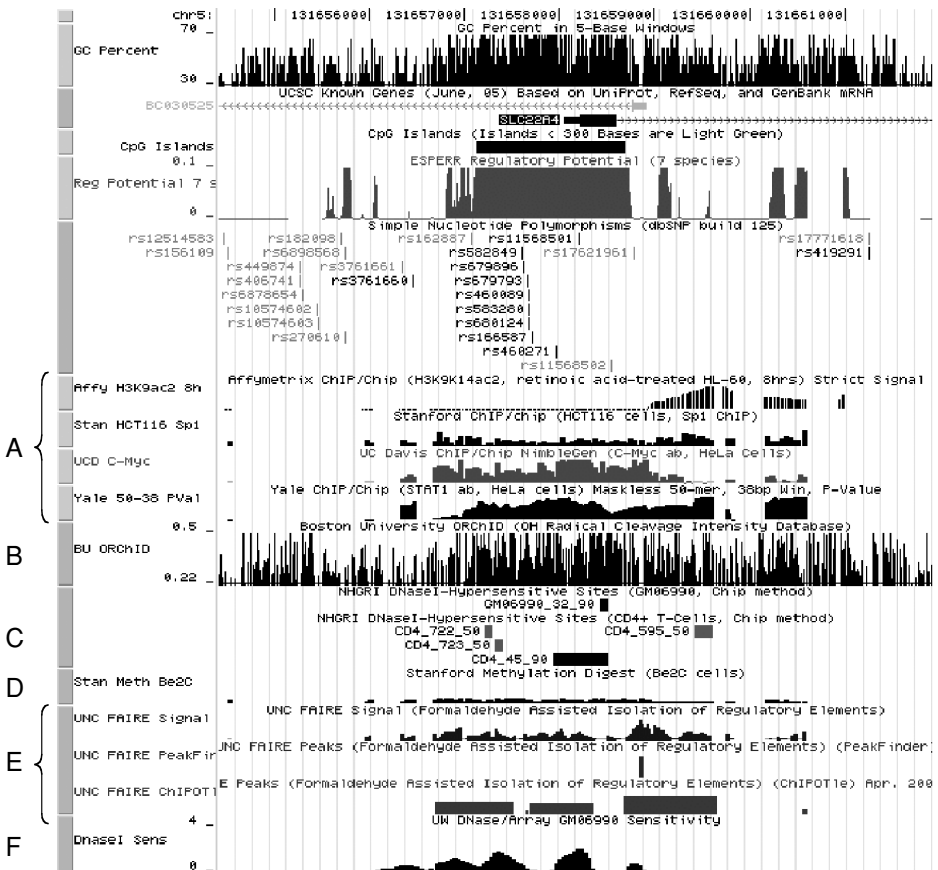 chr5: 131656000| 131657000| 131658000| 131659000| 131660000| 131661000|
70 _
GC Percent in 5-Base Windows
GC Percent
30 _
UCSC Known Genes (June, 05) Based on UniProt, RefSeq, and GenBank mRNA
BC030525
SLC22A4
CpG Islands (Islands < 300 Bases are Light Green)
CpG Islands
0.1 _
ESPERR Regulatory Potential (7 species)
Reg Potential 7 s
0 _
Simple Nucleotide Polymorphisms (dbSNP build 125)
rs12514583 rs182098 rs162887 rs11568501 rs17771618
rs156109 rs6898568 rs582849 rs17621961 rs419291
rs449874 rs3761661 rs679896
rs406741 rs3761660 rs679793
rs6878654 rs460089
rs10574602 rs583280
rs10574603 rs680124
rs270610 rs166587
rs460271
rs11568502
A
Affymetrix ChIP/Chip (H3K9K14ac2, retinoic acid-treated HL-60, 8hrs) Strict Signal
Affy H3K9ac2 8h
Stanford ChIP/chip (HCT116 cells, Sp1 ChIP)
Stan HCT116 Sp1
UC Davis ChIP/Chip NimbleGen (C-Myc ab, HeLa Cells)
UCD C-Myc
Yale ChIP/Chip (STAT1 ab, HeLa cells) Maskless 50-mer, 38bp Win, P-Value
Yale 50-38 PVal
B
0.5 _
Boston University ORChID (OH Radical Cleavage Intensity Database)
BU ORChID
0.22 _
C
NHGRI DNaseI-Hypersensitive Sites (GM06990, Chip method)
GM06990_32_90
NHGRI DNaseI-Hypersensitive Sites (CD4+ T-Cells, Chip method)
CD4_722_50 CD4_595_50
CD4_723_50
CD4_45_90
D
Stanford Methylation Digest (Be2C cells)
Stan Meth Be2C
E
UNC FAIRE Signal (Formaldehyde Assisted Isolation of Regulatory Elements)
UNC FAIRE Signal
UNC FAIRE Peaks (Formaldehyde Assisted Isolation of Regulatory Elements) (PeakFinder)
UNC FAIRE PeakFin
E Peaks (Formaldehyde Assisted Isolation of Regulatory Elements) (ChIPOTle) Apr. 200
UNC FAIRE ChIPOTl
F
4 _
UW DNase/Array GM06990 Sensitivity
DnaseI Sens
0 _